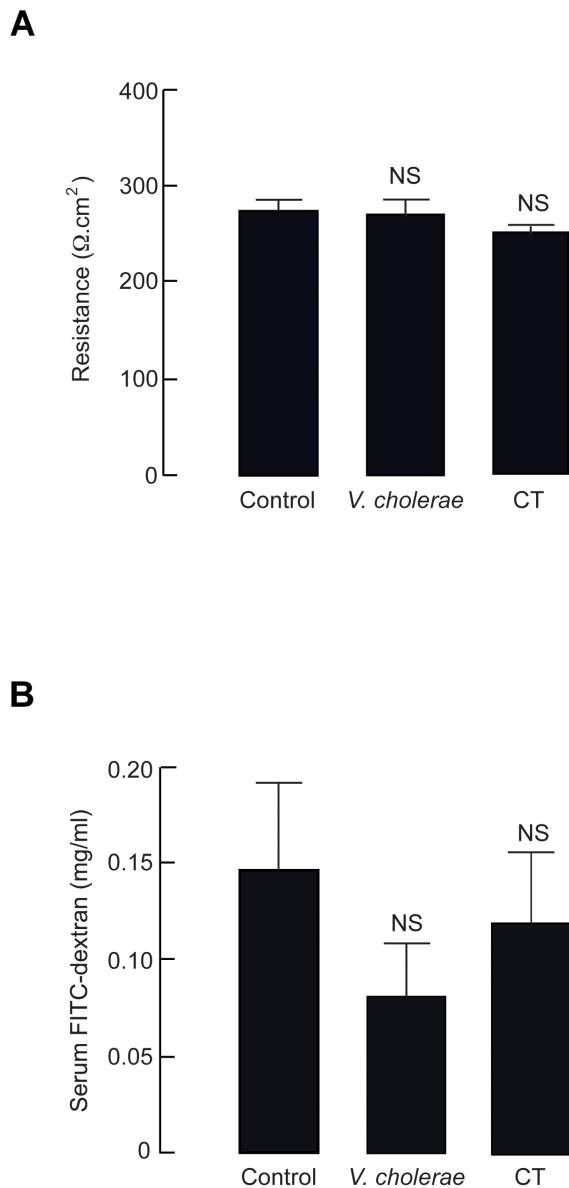 A
400
300
200
100
0
Resistance (Ω.cm²)
NS
NS
Control
V. cholerae
CT
B
0.20
0.15
0.10
0.05
0
Serum FITC-dextran (mg/ml)
NS
NS
Control
V. cholerae
CT